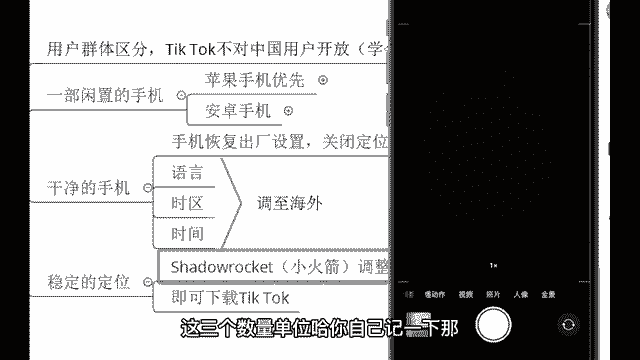 用户群体区分，Tik Tok不对中国用户开放（学
一部闲置的手机
苹果手机优先
安卓手机
手机恢复出厂设置，关闭定位
干净的手机
语言
时区
时间
调至海外
稳定的定位
Shadowrocket（小火箭）调整
即可下载Tik Tok
1×
慢动作 视频 照片 人像 全景
这三个数量单位哈你自己记一下那